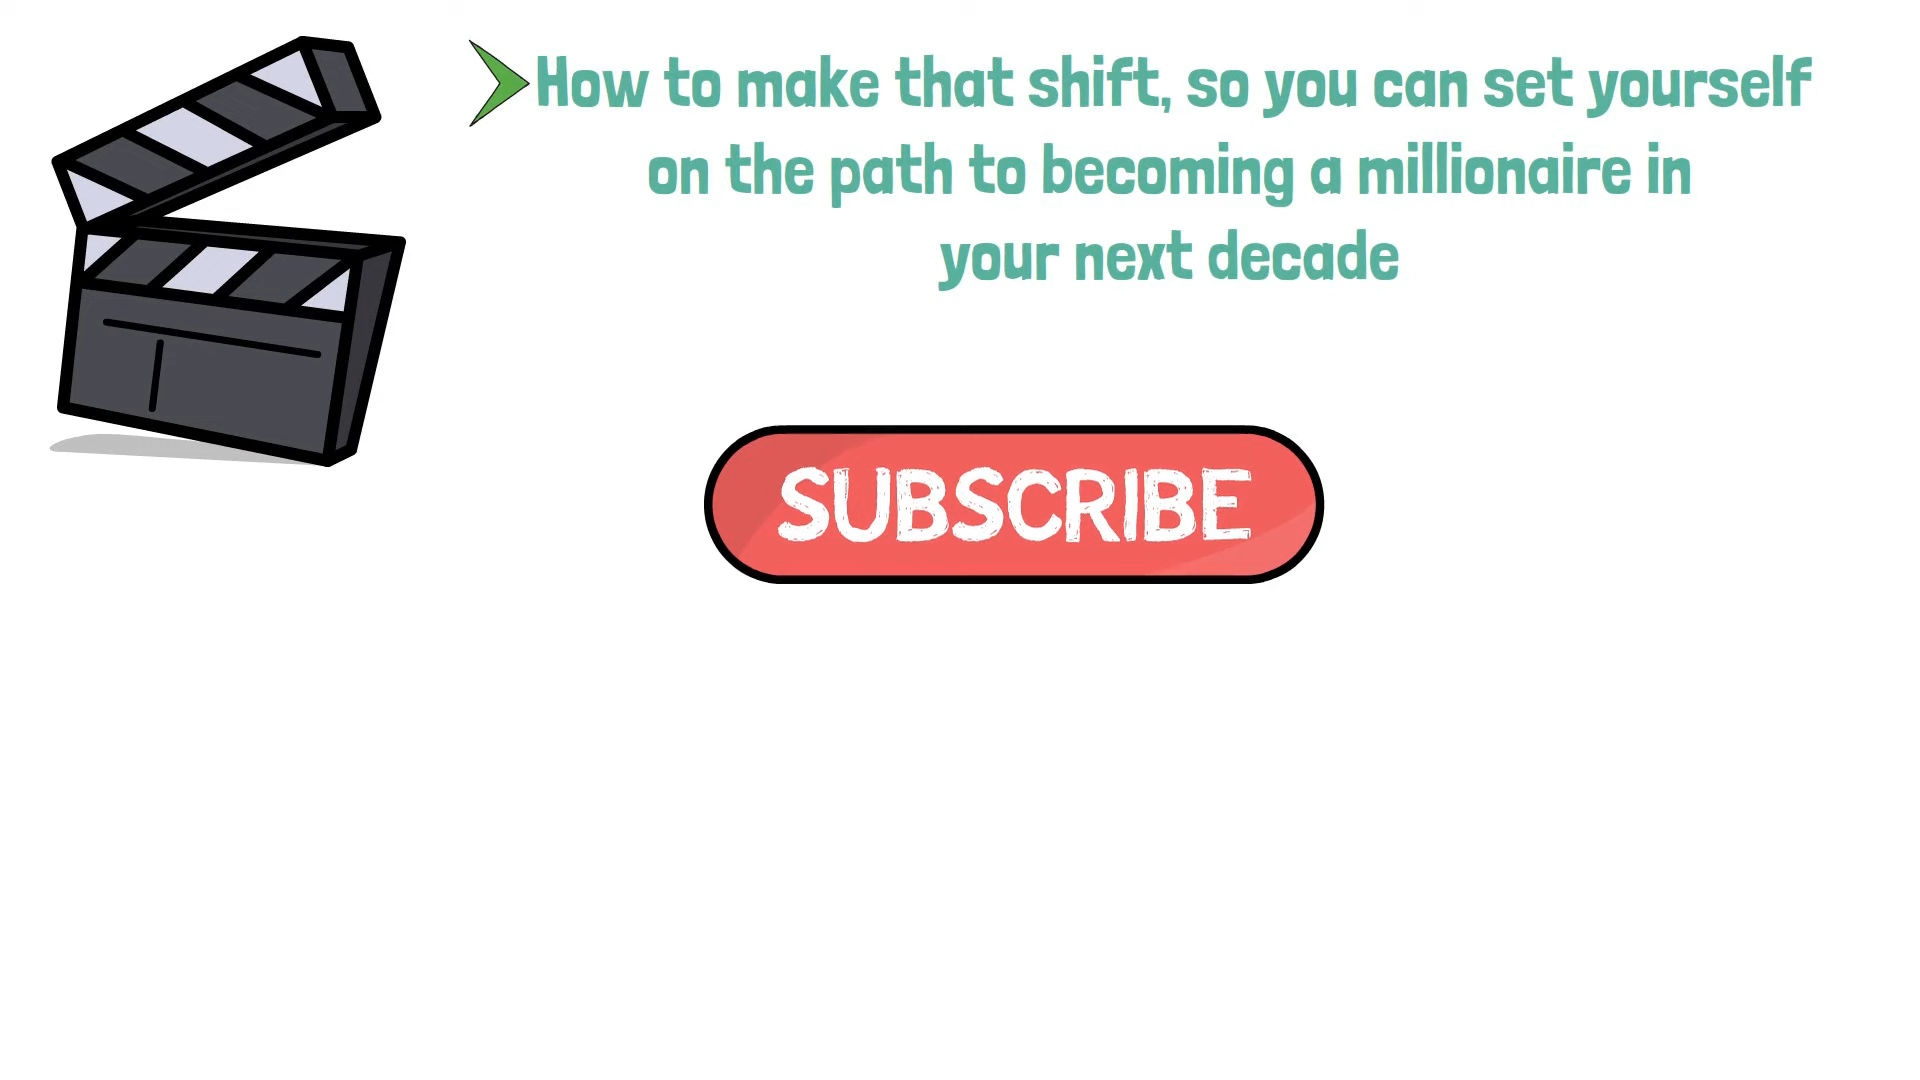 How to make that shift, so you can set yourself
on the path to becoming a millionaire in
your next decade
SUBSCRIBE